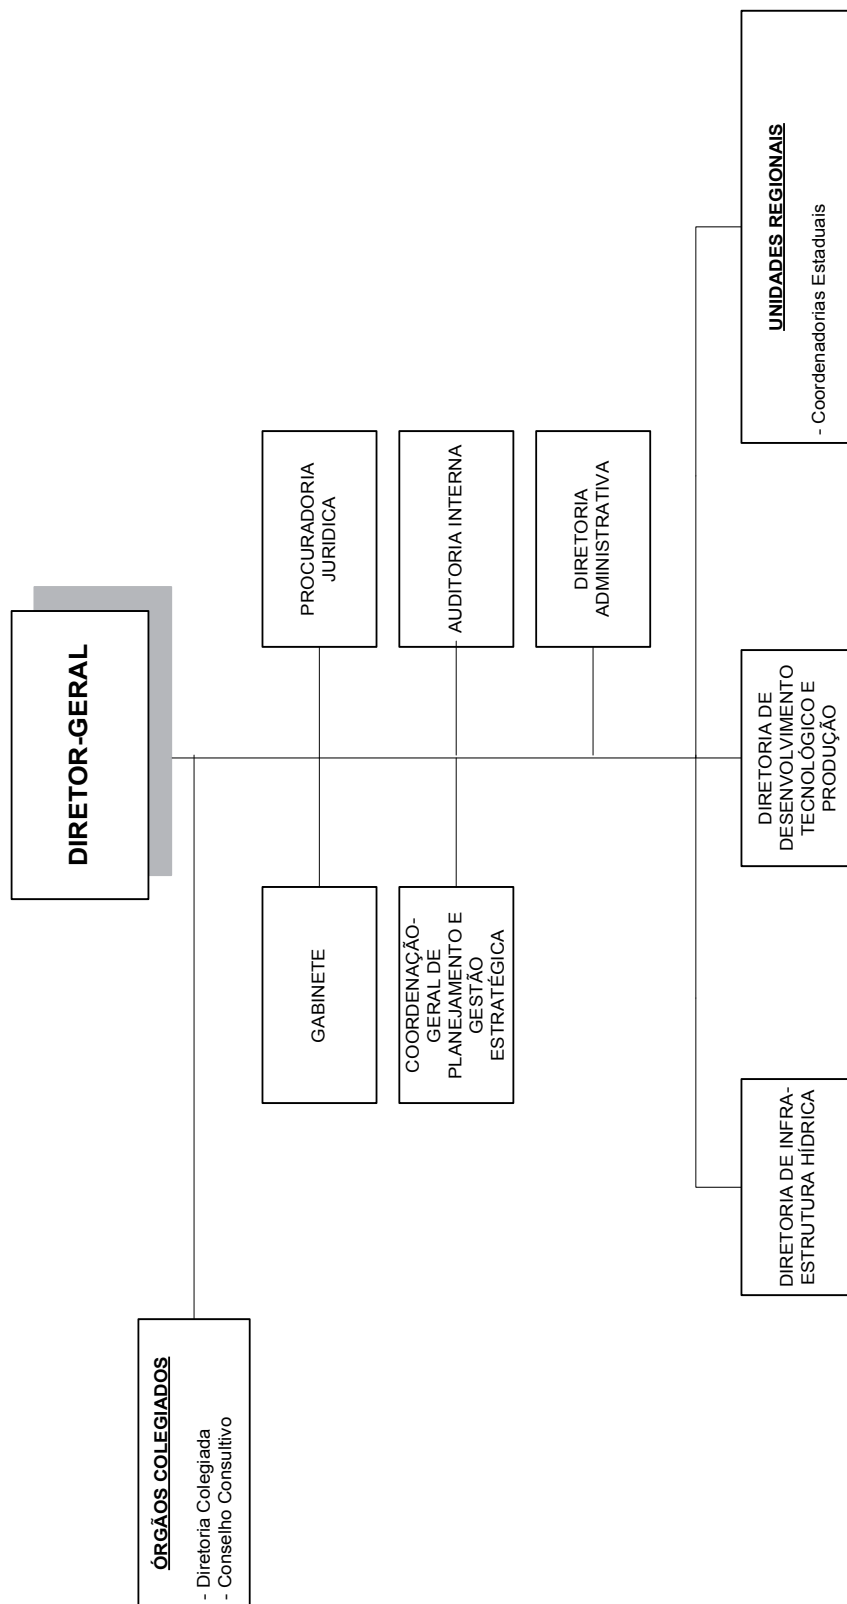 DIRETOR-GERAL
ÓRGÃOS COLEGIADOS
- Diretoria Colegiada
- Conselho Consultivo
GABINETE
PROCURADORIA
JURIDICA
COORDENAÇÃO-
GERAL DE
PLANEJAMENTO E
GESTÃO
ESTRATÉGICA
AUDITORIA INTERNA
DIRETORIA
ADMINISTRATIVA
DIRETORIA DE INFRA-
ESTRUTURA HÍDRICA
DIRETORIA DE
DESENVOLVIMENTO
TECNOLÓGICO E
PRODUÇÃO
UNIDADES REGIONAIS
- Coordenadorias Estaduais